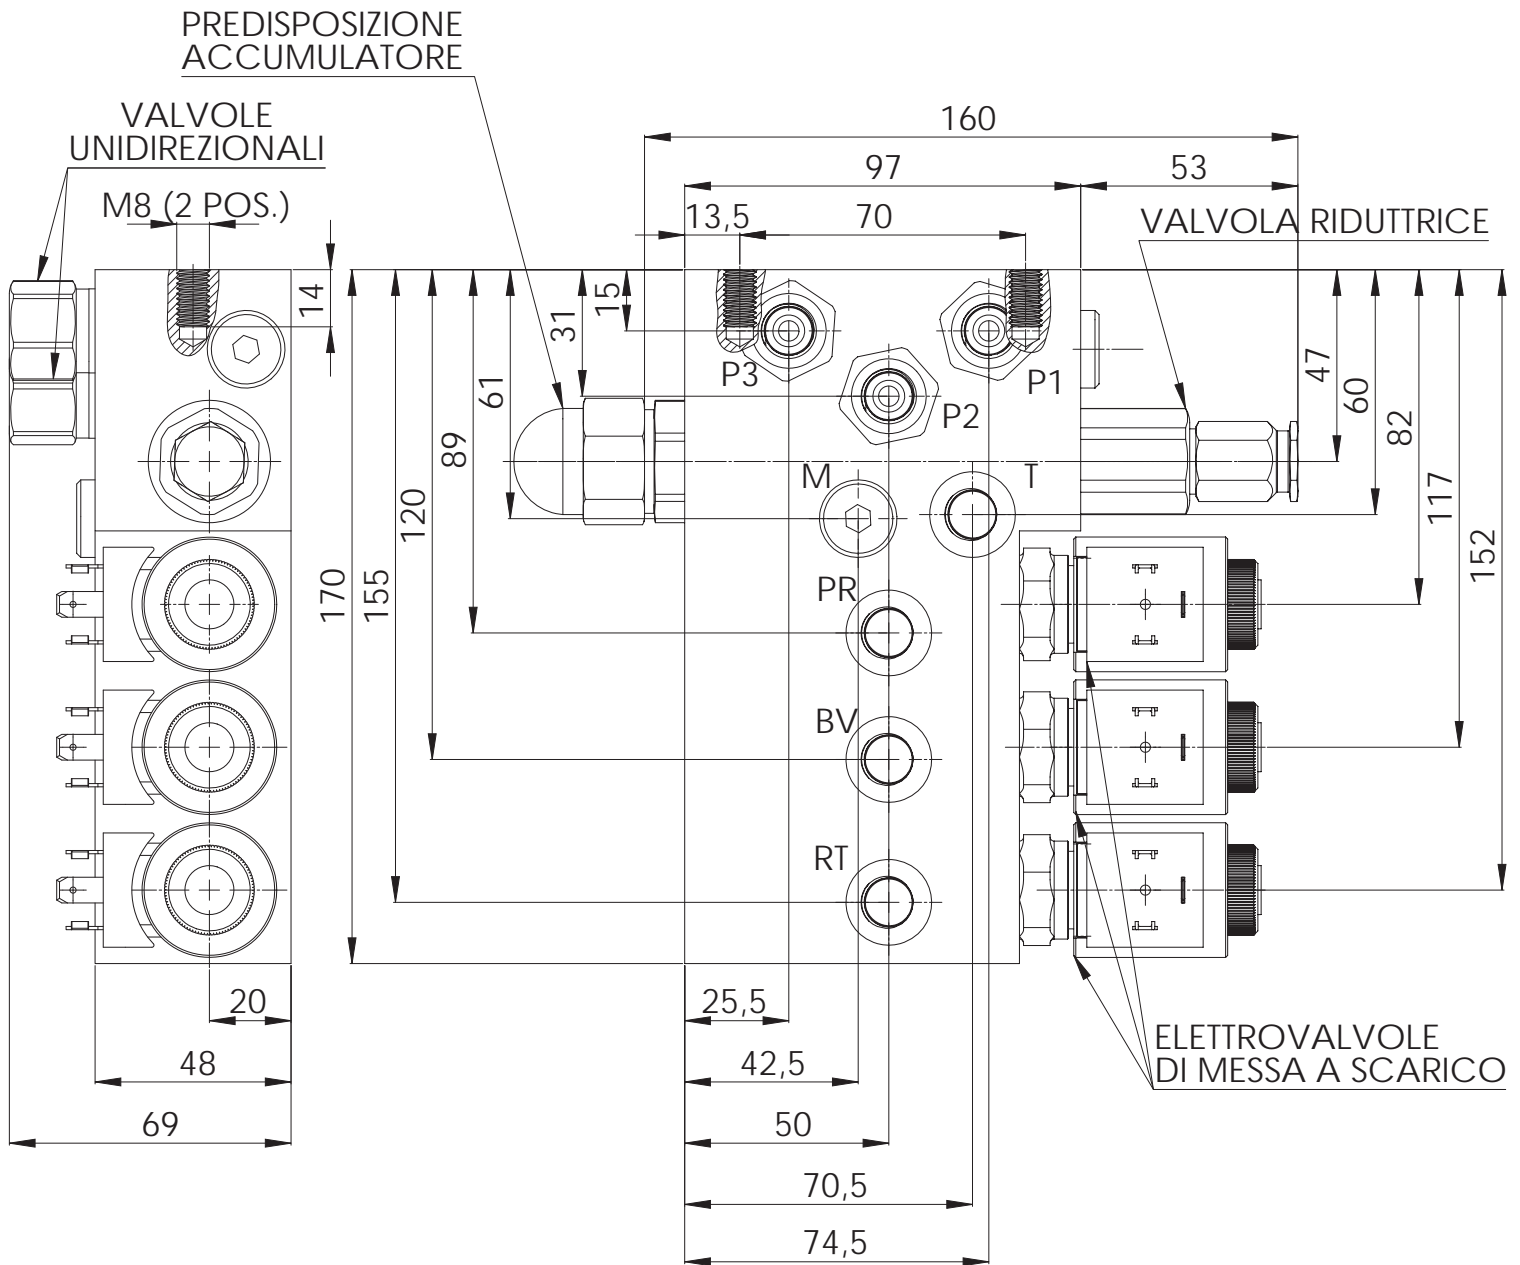 PREDISPOSIZIONE
ACCUMULATORE
VALVOLE
UNIDIREZIONALI
M8 (2 POS.)
160
97
53
13,5
70
VALVOLA RIDUTTRICE
14
31
15
61
89
120
155
170
47
60
82
117
152
P3
P1
P2
M
T
PR
BV
RT
20
48
69
25,5
42,5
50
70,5
74,5
ELETTROVALVOLE
DI MESSA A SCARICO